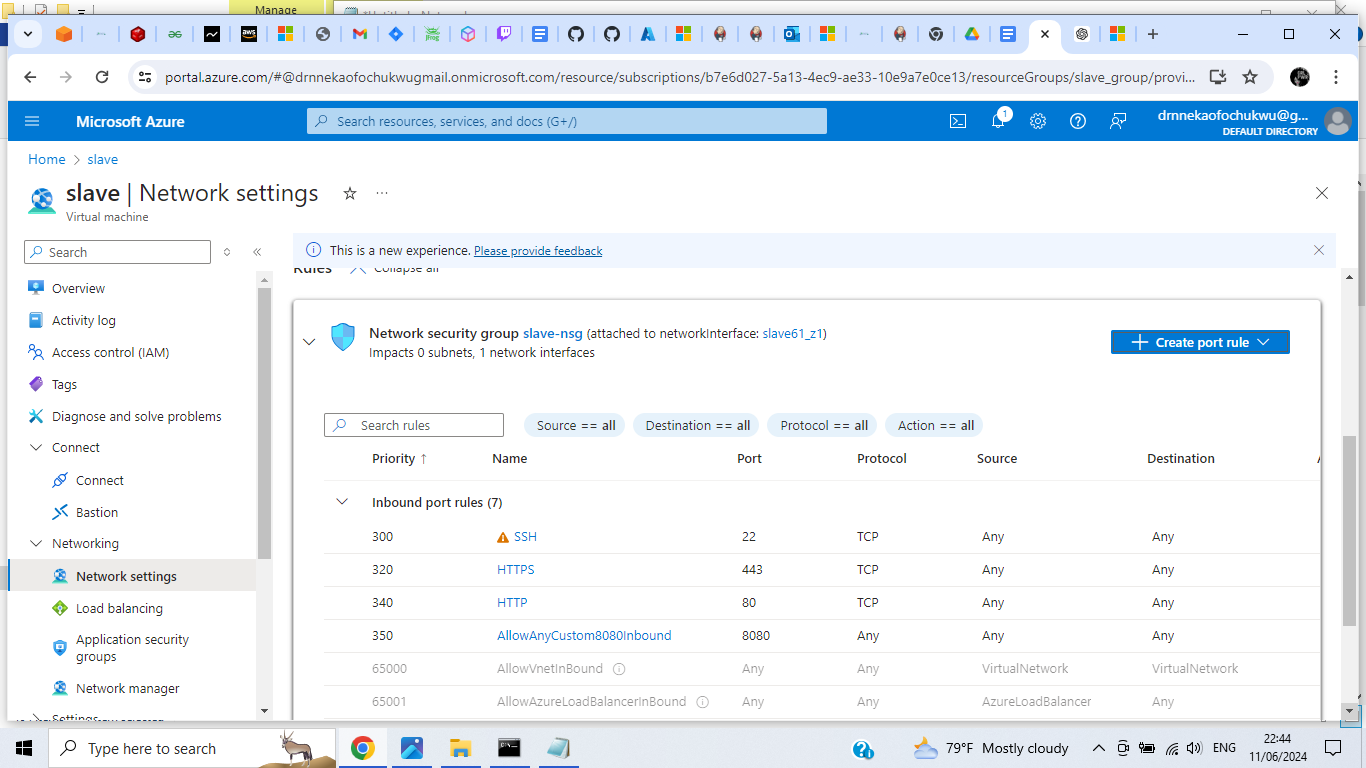 Manage
portal.azure.com/#@drnnekaofochukwugmail.onmicrosoft.com/resource/subscriptions/b7e6d027-5a13-4ec9-ae33-10e9a7e0ce13/resourceGroups/slave_group/provi...
Microsoft Azure
Search resources, services, and docs (G+/)
1
drnnekaofochukwu@g...
DEFAULT DIRECTORY
Home > slave
slave | Network settings
Virtual machine
Search
This is a new experience. Please provide feedback
Rules Collapse all
Overview
Activity log
Access control (IAM)
Tags
Diagnose and solve problems
Connect
Connect
Bastion
Networking
Network settings
Load balancing
Application security
groups
Network manager
Settings
Network security group slave-nsg (attached to networkInterface: slave61_z1)
Impacts 0 subnets, 1 network interfaces
Create port rule
Search rules
Source == all Destination == all Protocol == all Action == all
Priority ↑ Name Port Protocol Source Destination
Inbound port rules (7)
300 SSH 22 TCP Any Any
320 HTTPS 443 TCP Any Any
340 HTTP 80 TCP Any Any
350 AllowAnyCustom8080Inbound 8080 Any Any Any
65000 AllowVnetInBound Any Any VirtualNetwork VirtualNetwork
65001 AllowAzureLoadBalancerInBound Any Any AzureLoadBalancer Any
Type here to search
79°F Mostly cloudy
ENG
22:44
11/06/2024